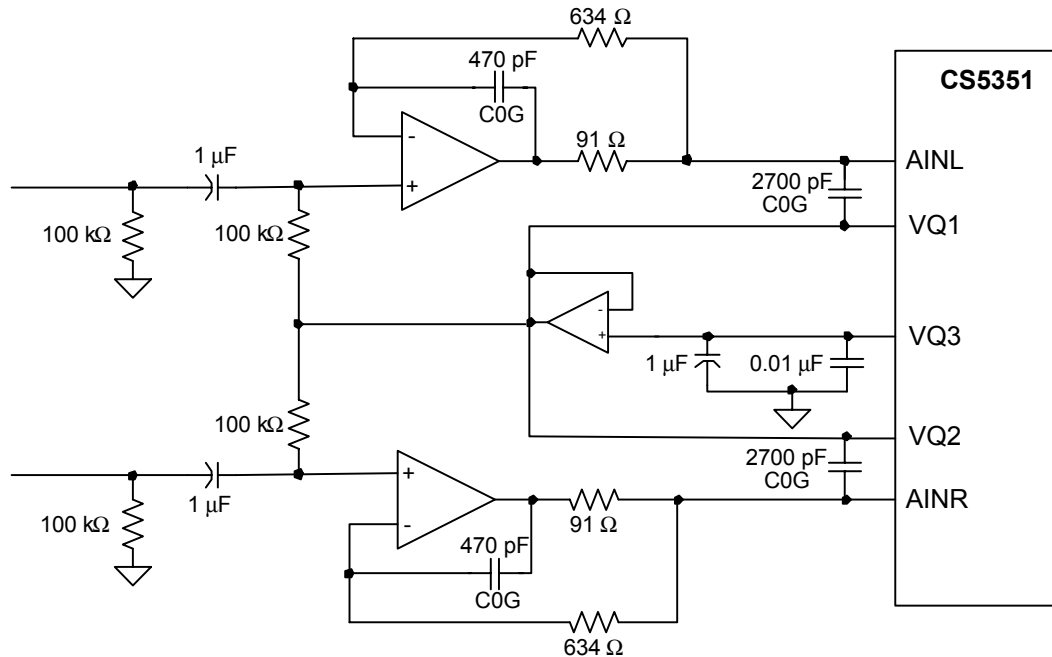 634 Ω
470 pF
C0G
CS5351
91 Ω
1 μF
-
+
AINL
2700 pF
C0G
100 kΩ
100 kΩ
VQ1
-
+
VQ3
1 μF
0.01 μF
100 kΩ
VQ2
2700 pF
C0G
+
-
1 μF
91 Ω
AINR
100 kΩ
470 pF
C0G
634 Ω